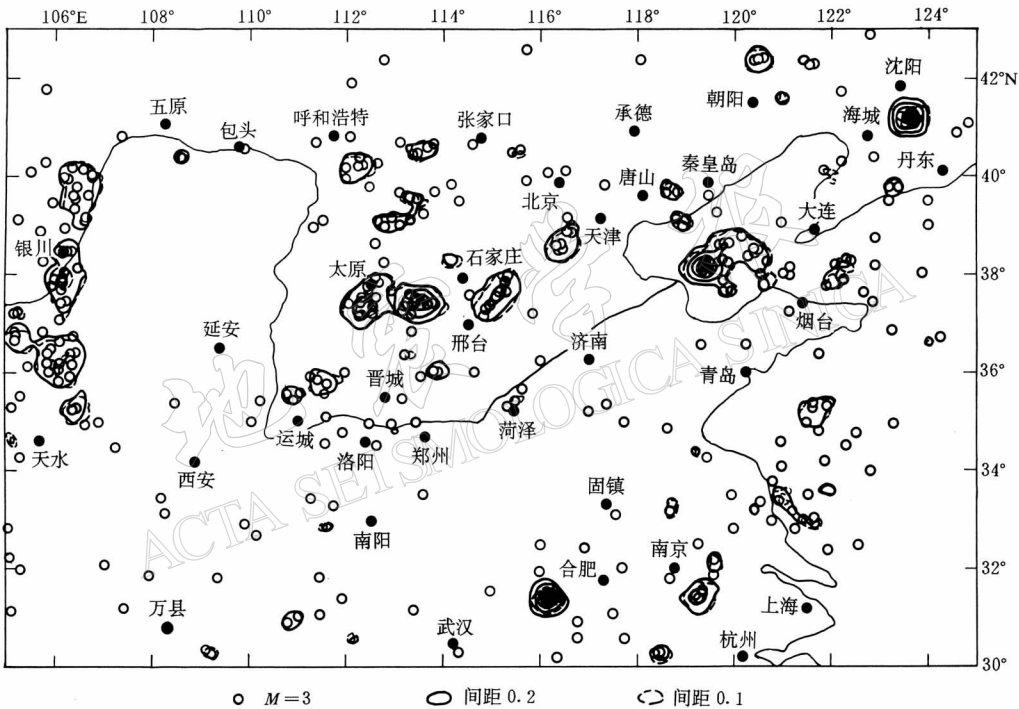 106°E 108° 110° 112° 114° 116° 118° 120° 122° 124°
沈阳
42°N
五原 呼和浩特 张家口 承德 朝阳 海城
包头
丹东
40°
北京 唐山 秦皇岛
大连
天津
银川
太原 石家庄
38°
烟台
延安 邢台 济南
青岛
36°
晋城
运城 菏泽
天水 洛阳 郑州
西安
34°
固镇
南阳
合肥 南京
32°
万县 上海
武汉 杭州
30°
地震学报
ACTA SEISMOLOGICA SINICA
M=3 间距 0.2 间距 0.1